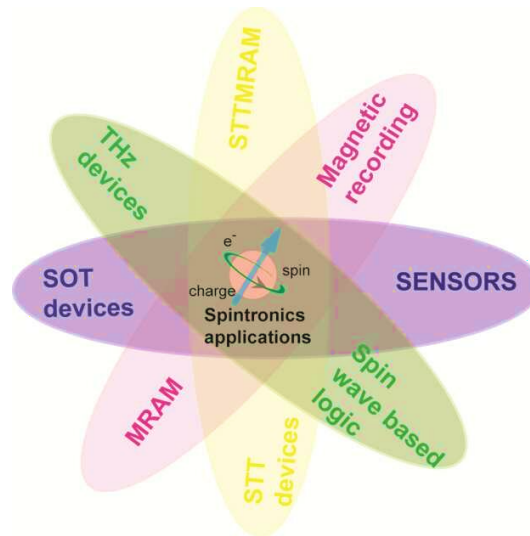 STTMRAM
Magnetic
recording
THz
devices
SOT
devices
e-
spin
charge
Spintronics
applications
SENSORS
MRAM
STT
devices
Spin
wave based
logic